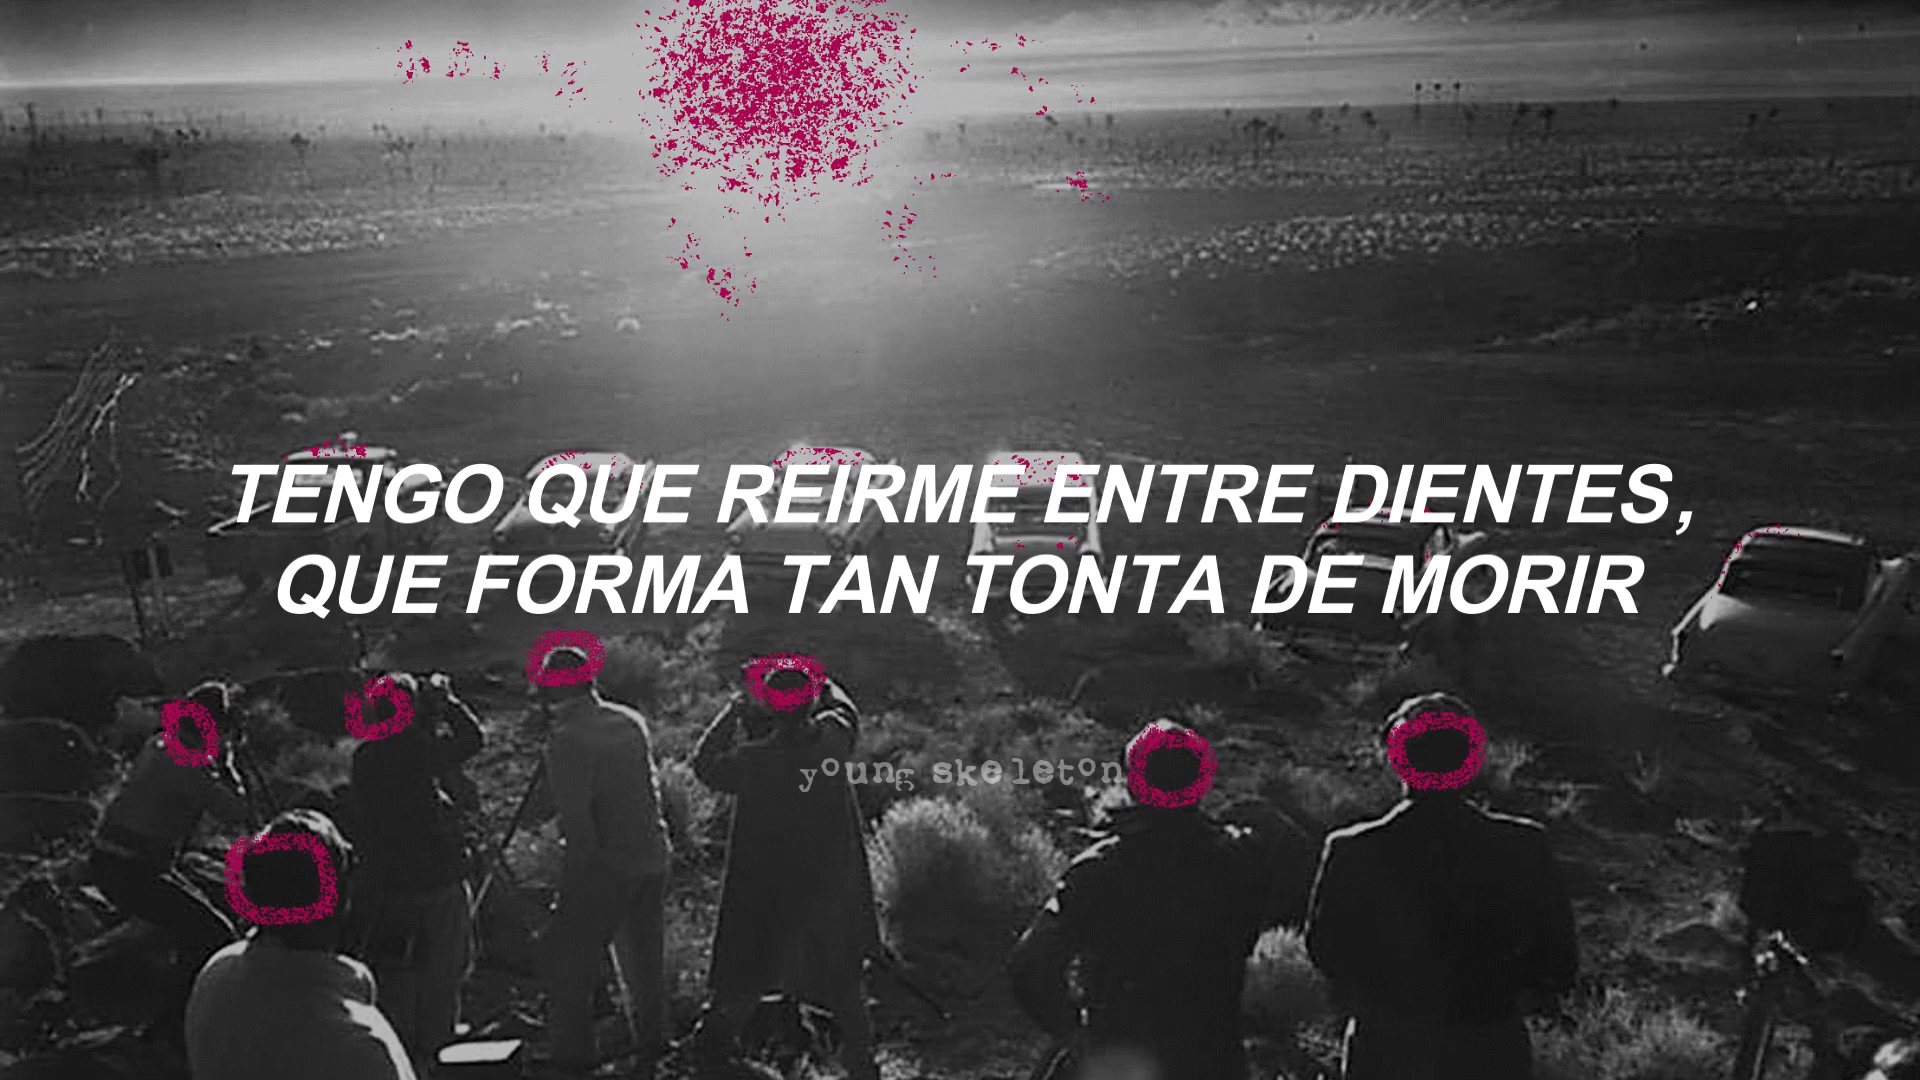 TENGO QUE REIRME ENTRE DIENTES,
QUE FORMA TAN TONTA DE MORIR
young skeleton